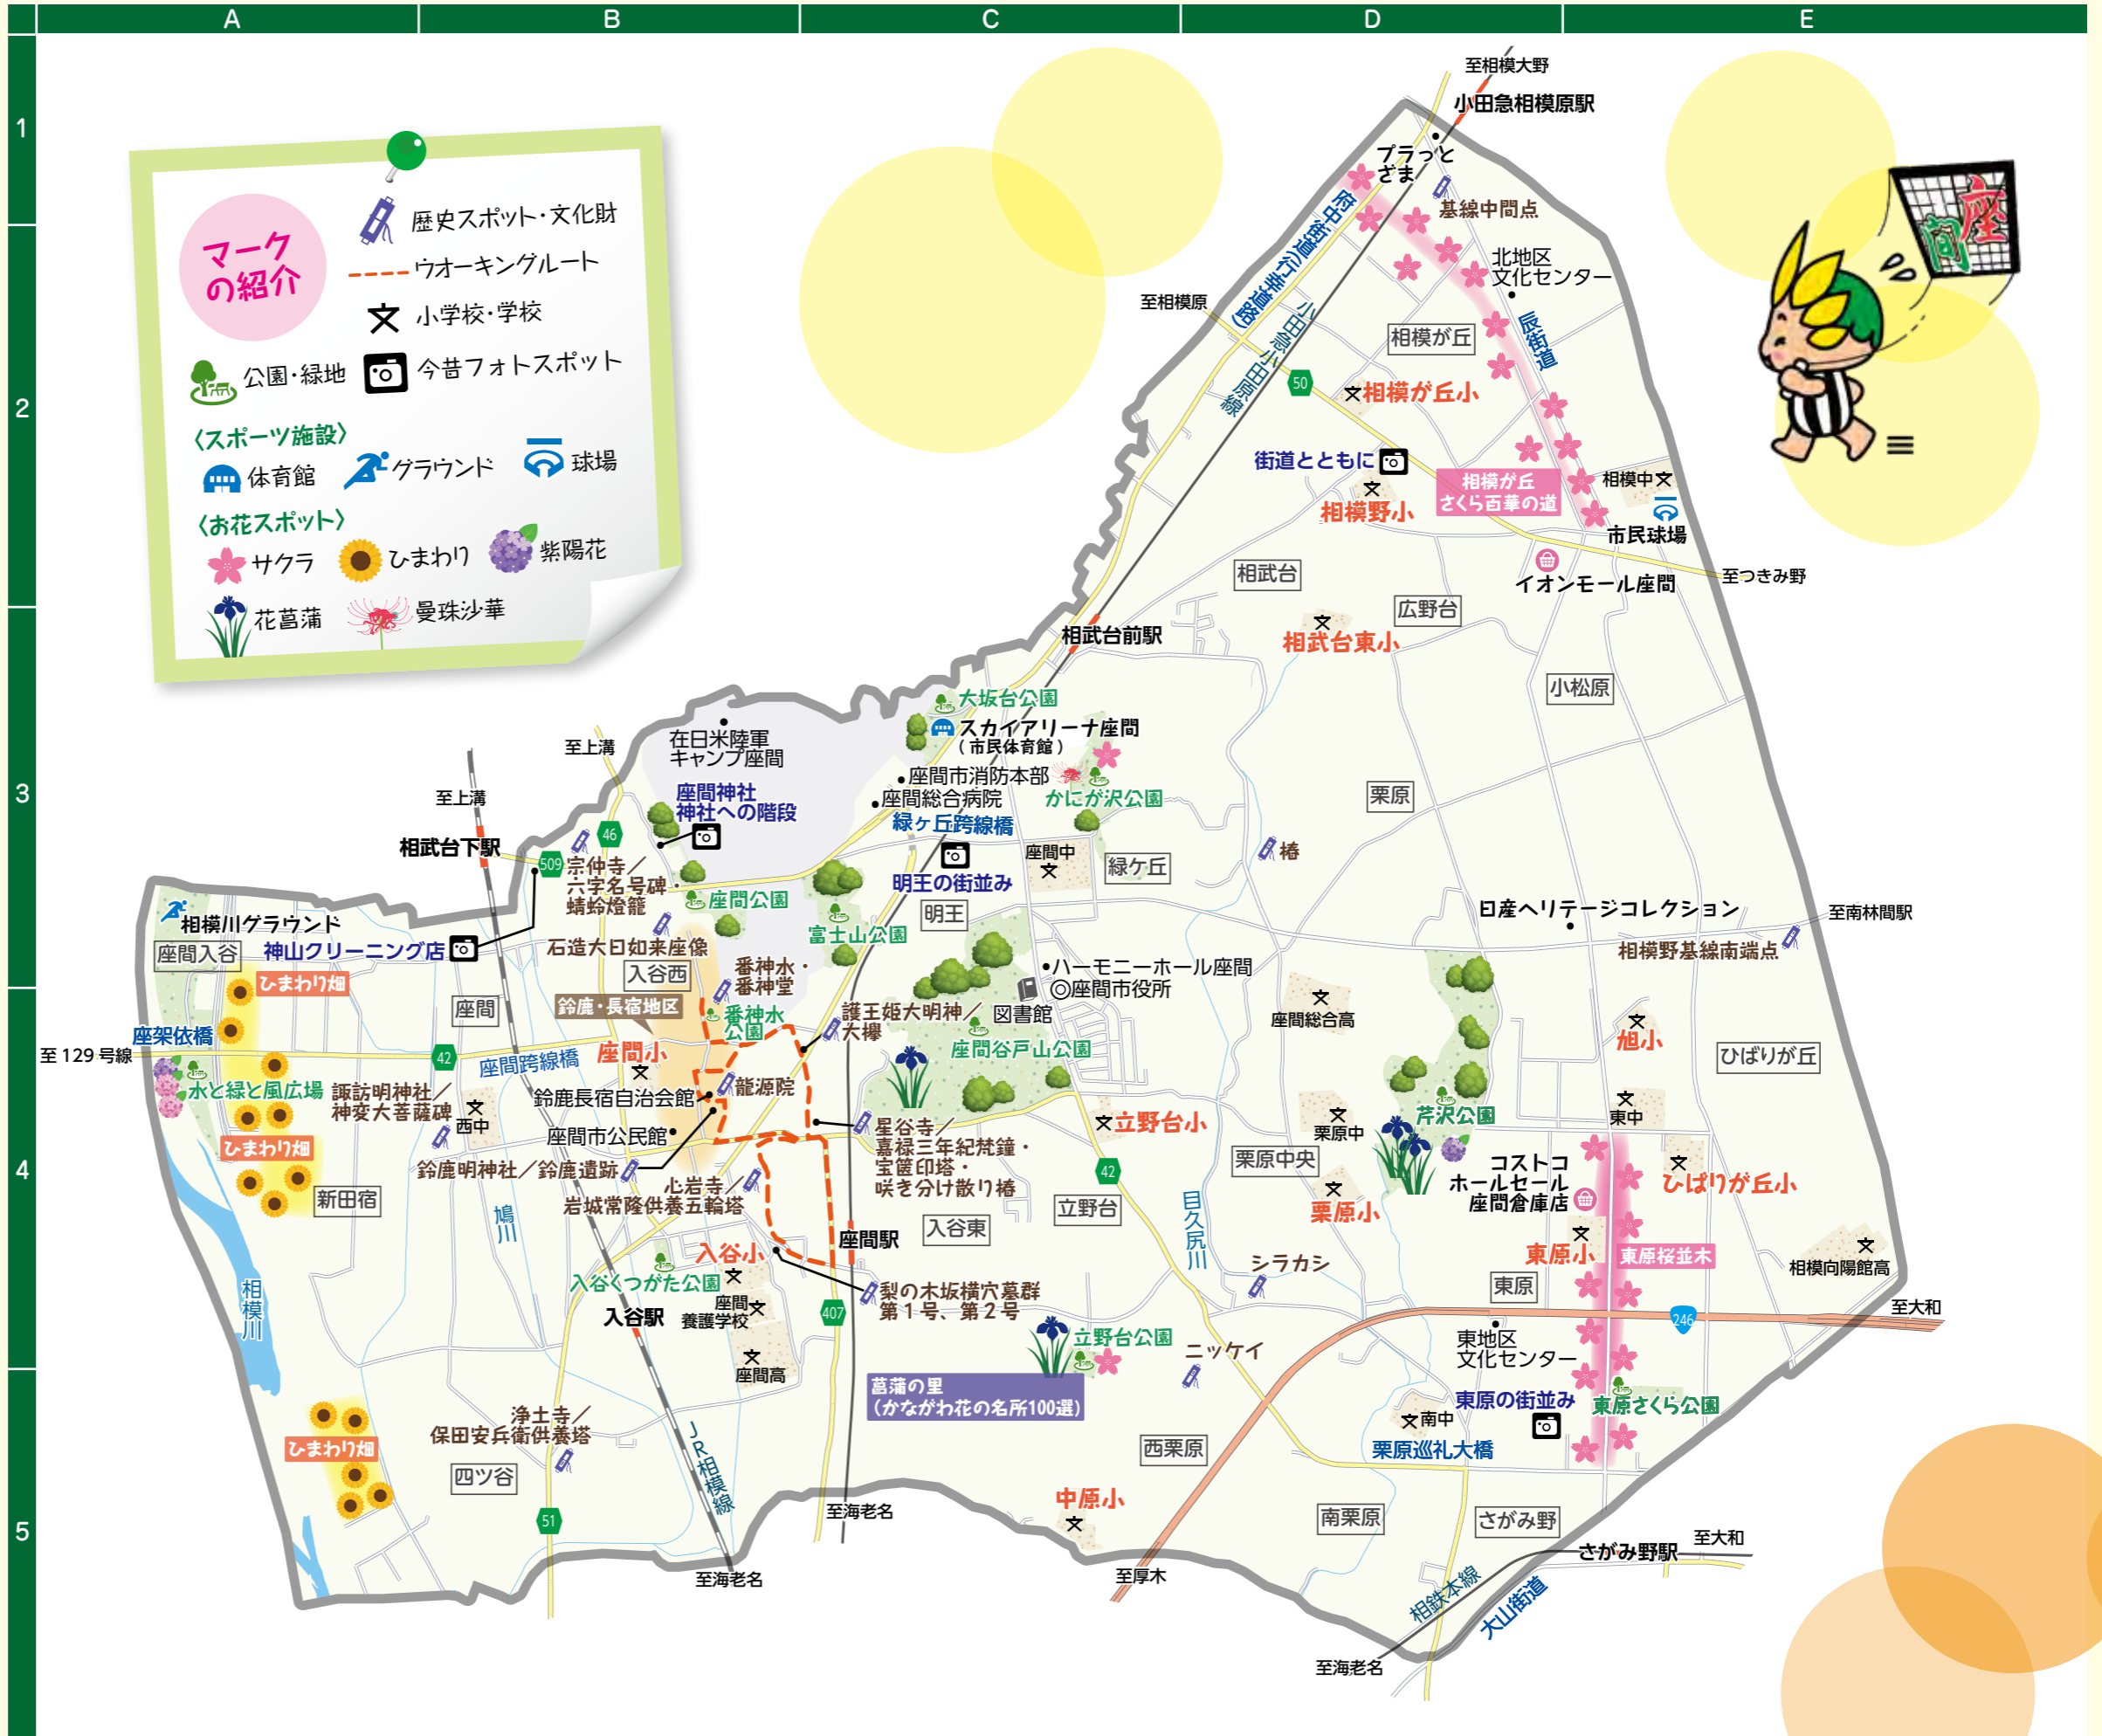 A
B
C
D
E
1
2
3
4
5
マーク
の紹介
歴史スポット・文化財
ウオーキングルート
小学校・学校
公園・緑地
今昔フォトスポット
〈スポーツ施設〉
体育館
グラウンド
球場
〈お花スポット〉
サクラ
ひまわり
紫陽花
花菖蒲
曼珠沙華
座間
至相模大野
小田急相模原駅
プラっと
ざま
基線中間点
府中街道(行幸道路)
北地区
文化センター
至相模原
小田急小田原線
辰街道
相模が丘
50
相模が丘小
街道とともに
相模野小
相模が丘
さくら百華の道
相模中
市民球場
イオンモール座間
至つきみ野
相武台
広野台
相武台前駅
相武台東小
小松原
大坂台公園
スカイアリーナ座間
(市民体育館)
在日米陸軍
キャンプ座間
至上溝
至上溝
座間市消防本部
座間総合病院
かにが沢公園
座間神社
神社への階段
栗原
緑ヶ丘跨線橋
相武台下駅
46
509
宗仲寺/
六字名号碑・
蜻蛉燈籠
座間中
緑ケ丘
椿
明王の街並み
座間公園
明王
日産ヘリテージコレクション
至南林間駅
相模川グラウンド
神山クリーニング店
座間入谷
石造大日如来座像
富士山公園
相模野基線南端点
入谷西
番神水・
番神堂
ハーモニーホール座間
◎座間市役所
ひまわり畑
座間
鈴鹿・長宿地区
番神水
公園
護王姫大明神/
大欅
図書館
座間総合高
座架依橋
至129号線
42
座間跨線橋
座間小
座間谷戸山公園
旭小
ひばりが丘
水と緑と風広場
諏訪明神社/
神変大菩薩碑
西中
鈴鹿長宿自治会館
龍源院
東中
芹沢公園
座間市公民館
星谷寺/
嘉禄三年紀梵鐘・
宝篋印塔・
咲き分け散り椿
立野台小
栗原中
ひまわり畑
鈴鹿明神社/鈴鹿遺跡
42
栗原中央
コストコ
ホールセール
座間倉庫店
ひばりが丘小
新田宿
心岩寺/
岩城常隆供養五輪塔
立野台
栗原小
鳩川
入谷東
目久尻川
座間駅
東原小
東原桜並木
入谷小
シラカシ
相模向陽館高
相模川
入谷くつがた公園
梨の木坂横穴墓群
第1号、第2号
東原
座間
養護学校
入谷駅
407
246
至大和
立野台公園
ニッケイ
東地区
文化センター
座間高
菖蒲の里
(かながわ花の名所100選)
東原の街並み
東原さくら公園
浄土寺/
保田安兵衛供養塔
南中
ひまわり畑
JR相模線
西栗原
栗原巡礼大橋
四ツ谷
中原小
51
至海老名
南栗原
さがみ野
さがみ野駅
至大和
至海老名
至厚木
相鉄本線
大山街道
至海老名